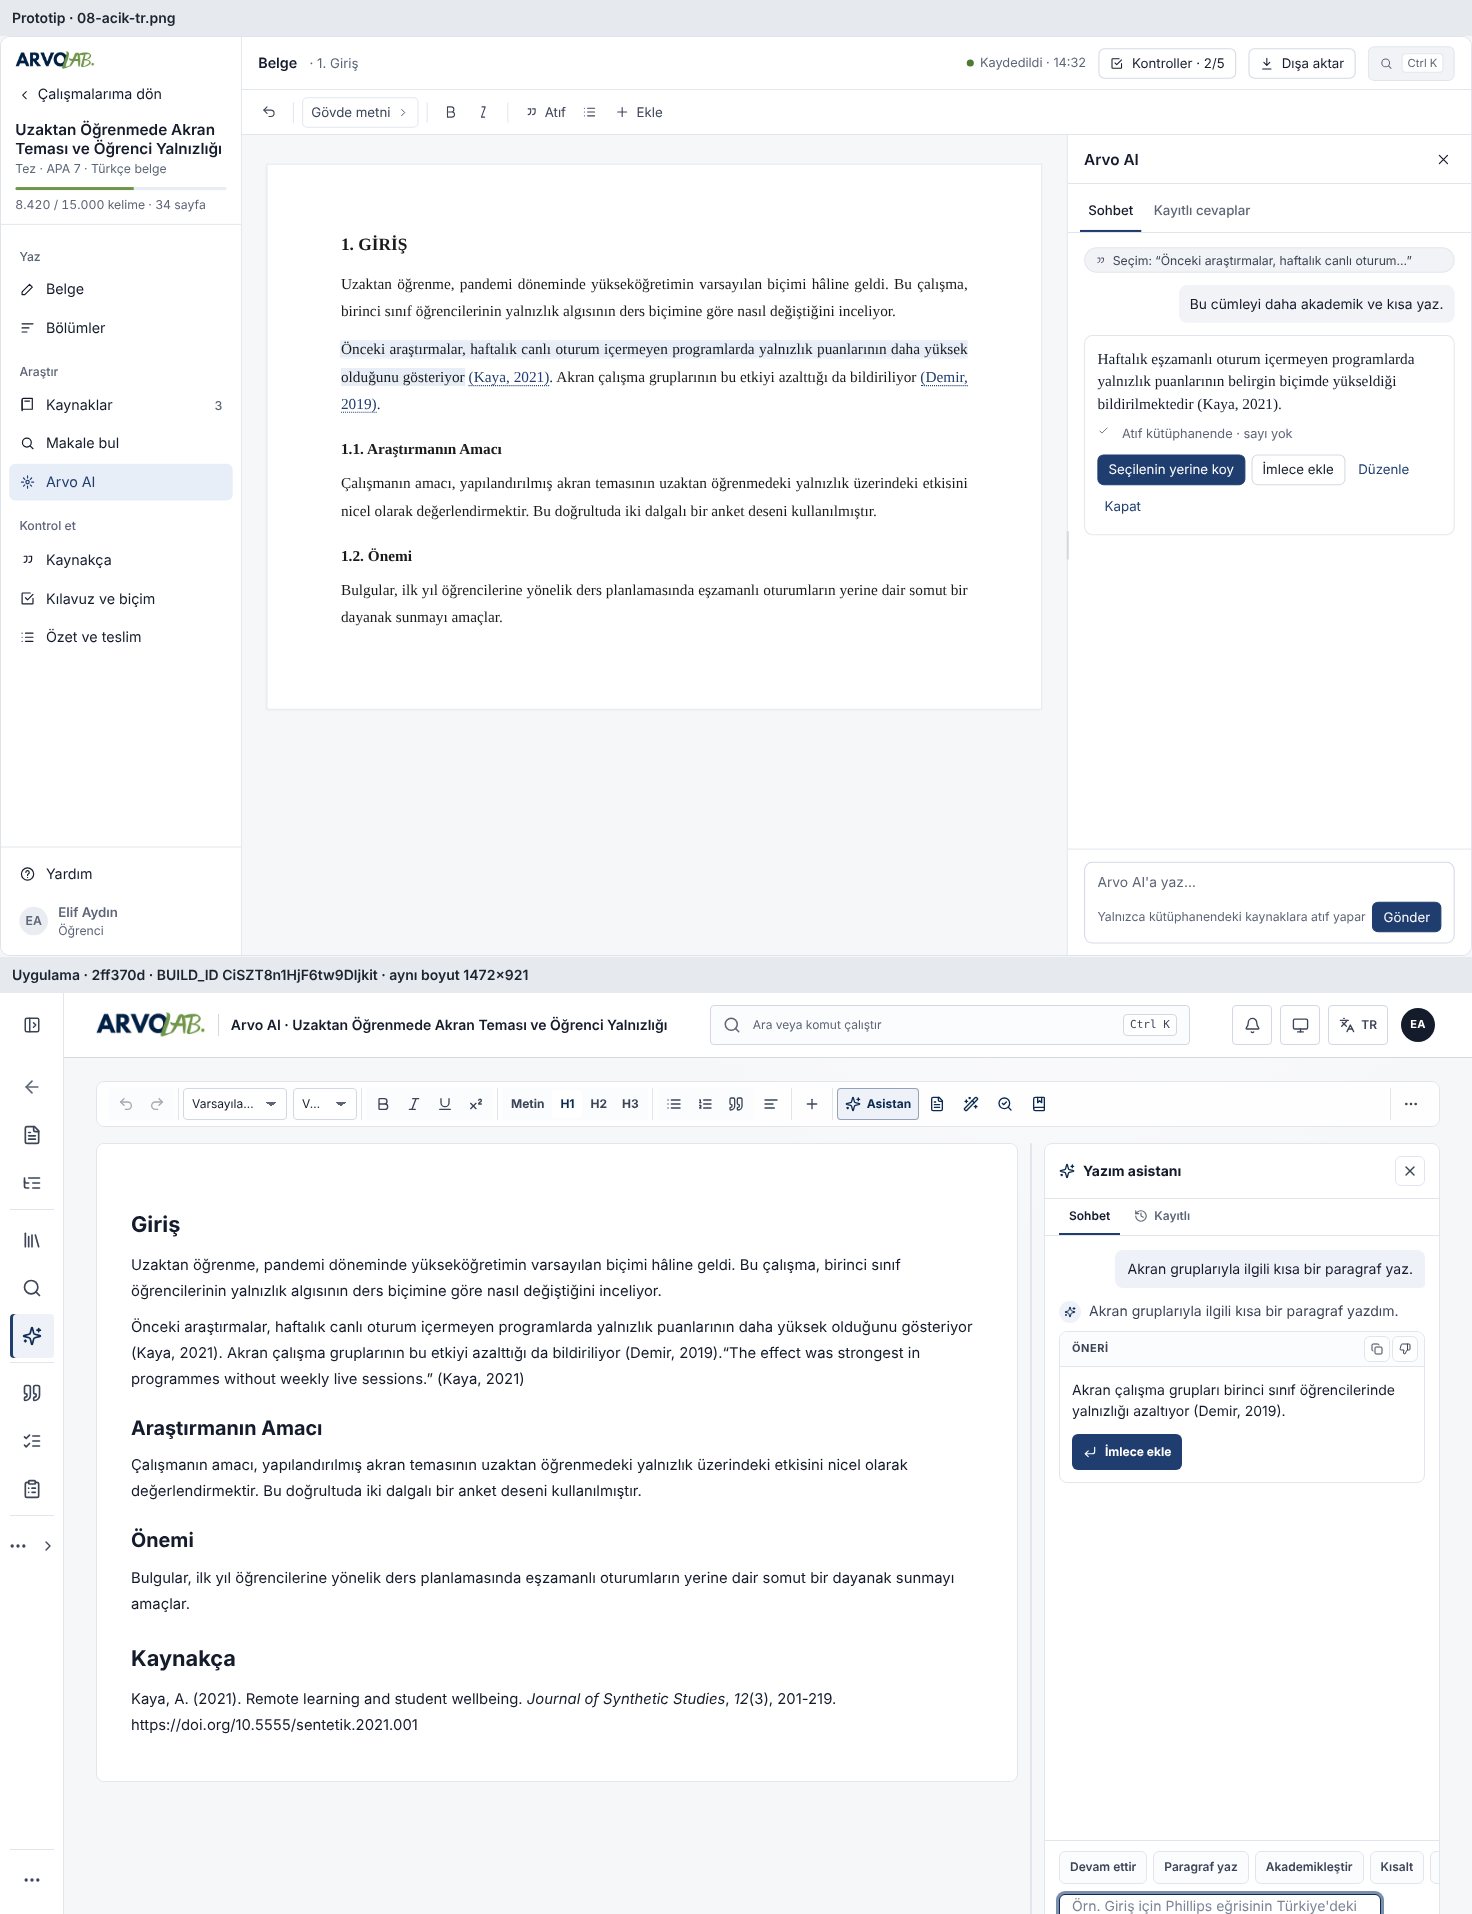 Prototip · 08-acik-tr.png
ARVOLAB.
Çalışmalarıma dön
Uzaktan Öğrenmede Akran
Teması ve Öğrenci Yalnızlığı
Tez · APA 7 · Türkçe belge
8.420 / 15.000 kelime · 34 sayfa
Yaz
Belge
Bölümler
Araştır
Kaynaklar 3
Makale bul
Arvo AI
Kontrol et
Kaynakça
Kılavuz ve biçim
Özet ve teslim
Yardım
EA
Elif Aydın
Öğrenci
Belge · 1. Giriş
Kaydedildi · 14:32
Kontroller · 2/5
Dışa aktar
Ctrl K
Gövde metni
B
I
Atıf
Ekle
1. GİRİŞ
Uzaktan öğrenme, pandemi döneminde yükseköğretimin varsayılan biçimi hâline geldi. Bu çalışma,
birinci sınıf öğrencilerinin yalnızlık algısının ders biçimine göre nasıl değiştiğini inceliyor.
Önceki araştırmalar, haftalık canlı oturum içermeyen programlarda yalnızlık puanlarının daha yüksek
olduğunu gösteriyor (Kaya, 2021). Akran çalışma gruplarının bu etkiyi azalttığı da bildiriliyor (Demir,
2019).
1.1. Araştırmanın Amacı
Çalışmanın amacı, yapılandırılmış akran temasının uzaktan öğrenmedeki yalnızlık üzerindeki etkisini
nicel olarak değerlendirmektir. Bu doğrultuda iki dalgalı bir anket deseni kullanılmıştır.
1.2. Önemi
Bulgular, ilk yıl öğrencilerine yönelik ders planlamasında eşzamanlı oturumların yerine dair somut bir
dayanak sunmayı amaçlar.
Arvo AI
Sohbet
Kayıtlı cevaplar
Seçim: “Önceki araştırmalar, haftalık canlı oturum...”
Bu cümleyi daha akademik ve kısa yaz.
Haftalık eşzamanlı oturum içermeyen programlarda
yalnızlık puanlarının belirgin biçimde yükseldiği
bildirilmektedir (Kaya, 2021).
Atıf kütüphanende · sayı yok
Seçilenin yerine koy
İmlece ekle
Düzenle
Kapat
Arvo AI'a yaz...
Yalnızca kütüphanendeki kaynaklara atıf yapar
Gönder
Uygulama · 2ff370d · BUILD_ID CiSZT8n1HjF6tw9Dljkit · aynı boyut 1472×921
ARVOLAB.
Arvo AI · Uzaktan Öğrenmede Akran Teması ve Öğrenci Yalnızlığı
Ara veya komut çalıştır
Ctrl K
TR
EA
Varsayıla...
V...
B
I
U
x²
Metin
H1
H2
H3
Asistan
Giriş
Uzaktan öğrenme, pandemi döneminde yükseköğretimin varsayılan biçimi hâline geldi. Bu çalışma, birinci sınıf
öğrencilerinin yalnızlık algısının ders biçimine göre nasıl değiştiğini inceliyor.
Önceki araştırmalar, haftalık canlı oturum içermeyen programlarda yalnızlık puanlarının daha yüksek olduğunu gösteriyor
(Kaya, 2021). Akran çalışma gruplarının bu etkiyi azalttığı da bildiriliyor (Demir, 2019).“The effect was strongest in
programmes without weekly live sessions.” (Kaya, 2021)
Araştırmanın Amacı
Çalışmanın amacı, yapılandırılmış akran temasının uzaktan öğrenmedeki yalnızlık üzerindeki etkisini nicel olarak
değerlendirmektir. Bu doğrultuda iki dalgalı bir anket deseni kullanılmıştır.
Önemi
Bulgular, ilk yıl öğrencilerine yönelik ders planlamasında eşzamanlı oturumların yerine dair somut bir dayanak sunmayı
amaçlar.
Kaynakça
Kaya, A. (2021). Remote learning and student wellbeing. Journal of Synthetic Studies, 12(3), 201-219.
https://doi.org/10.5555/sentetik.2021.001
Yazım asistanı
Sohbet
Kayıtlı
Akran gruplarıyla ilgili kısa bir paragraf yaz.
Akran gruplarıyla ilgili kısa bir paragraf yazdım.
ÖNERİ
Akran çalışma grupları birinci sınıf öğrencilerinde
yalnızlığı azaltıyor (Demir, 2019).
İmlece ekle
Devam ettir
Paragraf yaz
Akademikleştir
Kısalt
Örn. Giriş için Phillips eğrisinin Türkiye'deki